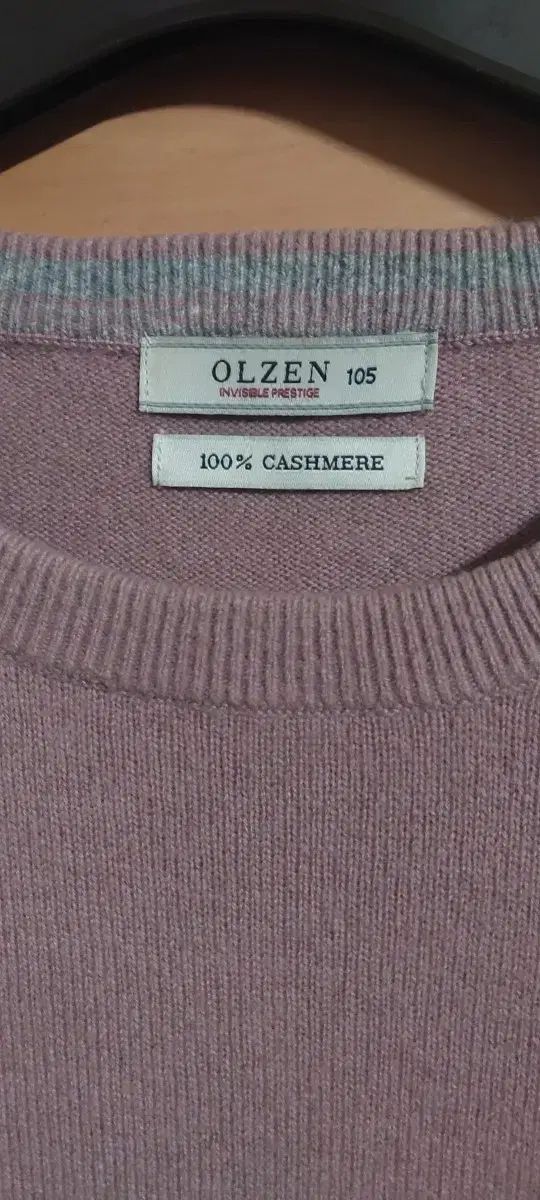 OLZEN 105
INVISIBLE PRESTIGE
100% CASHMERE